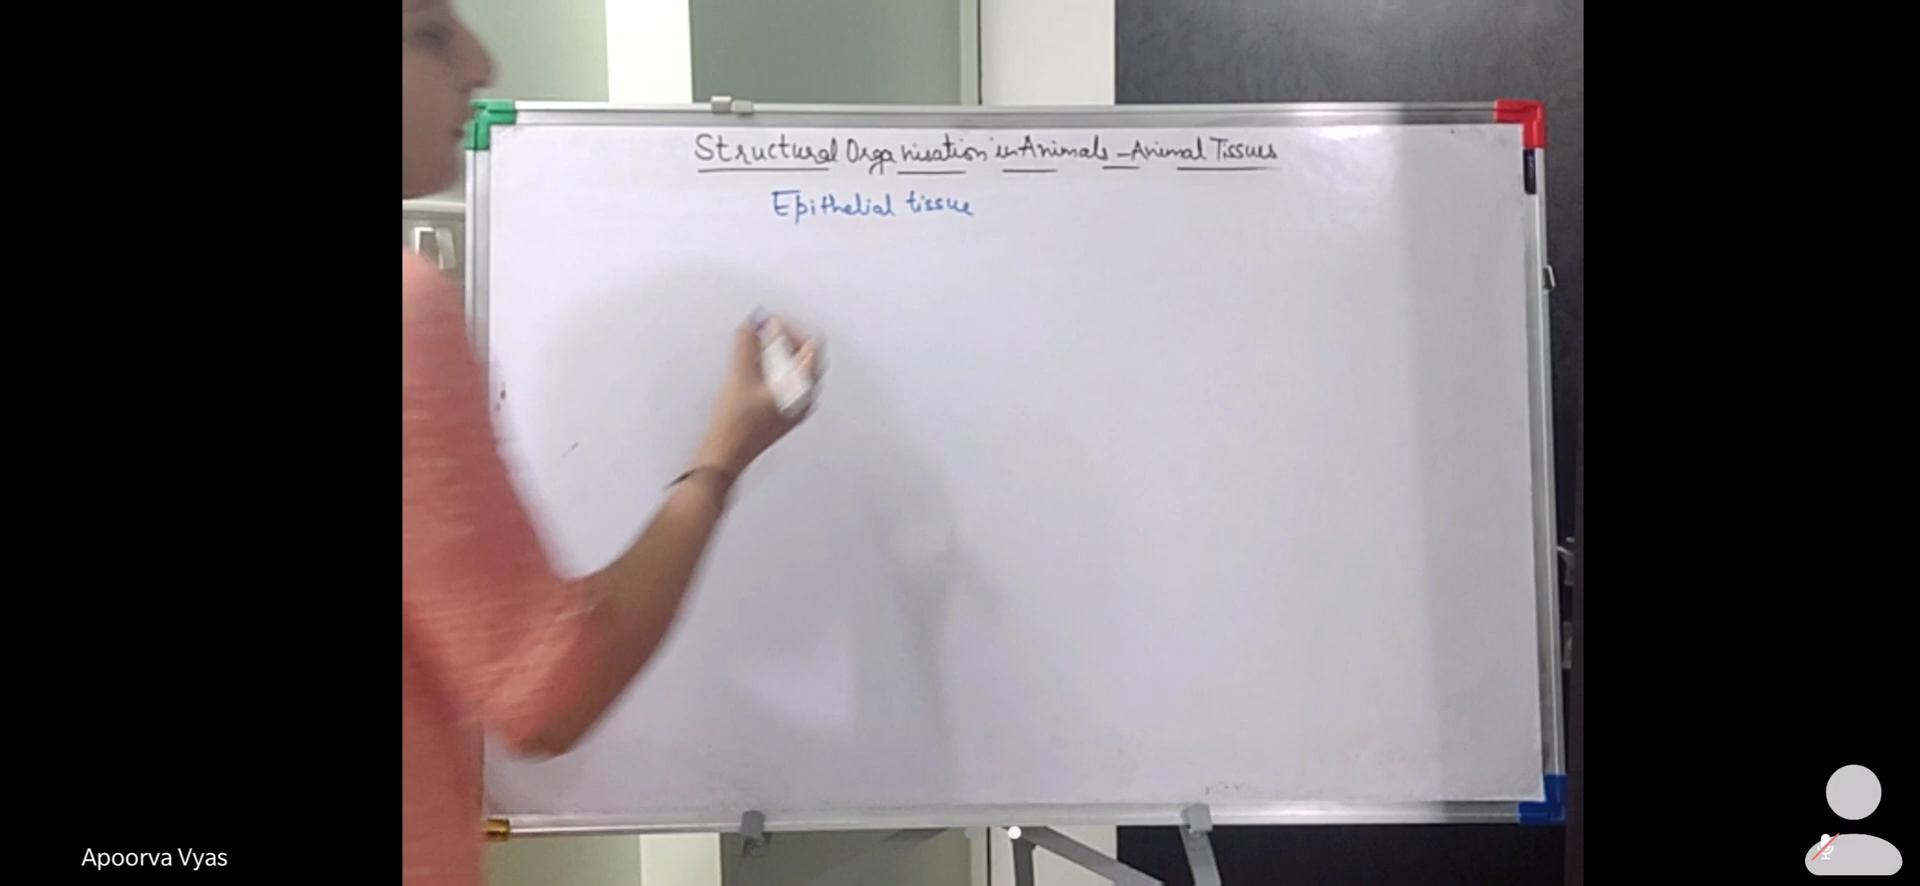 Structural Organisation in Animals - Animal Tissues
Epithelial tissue
Apoorva Vyas